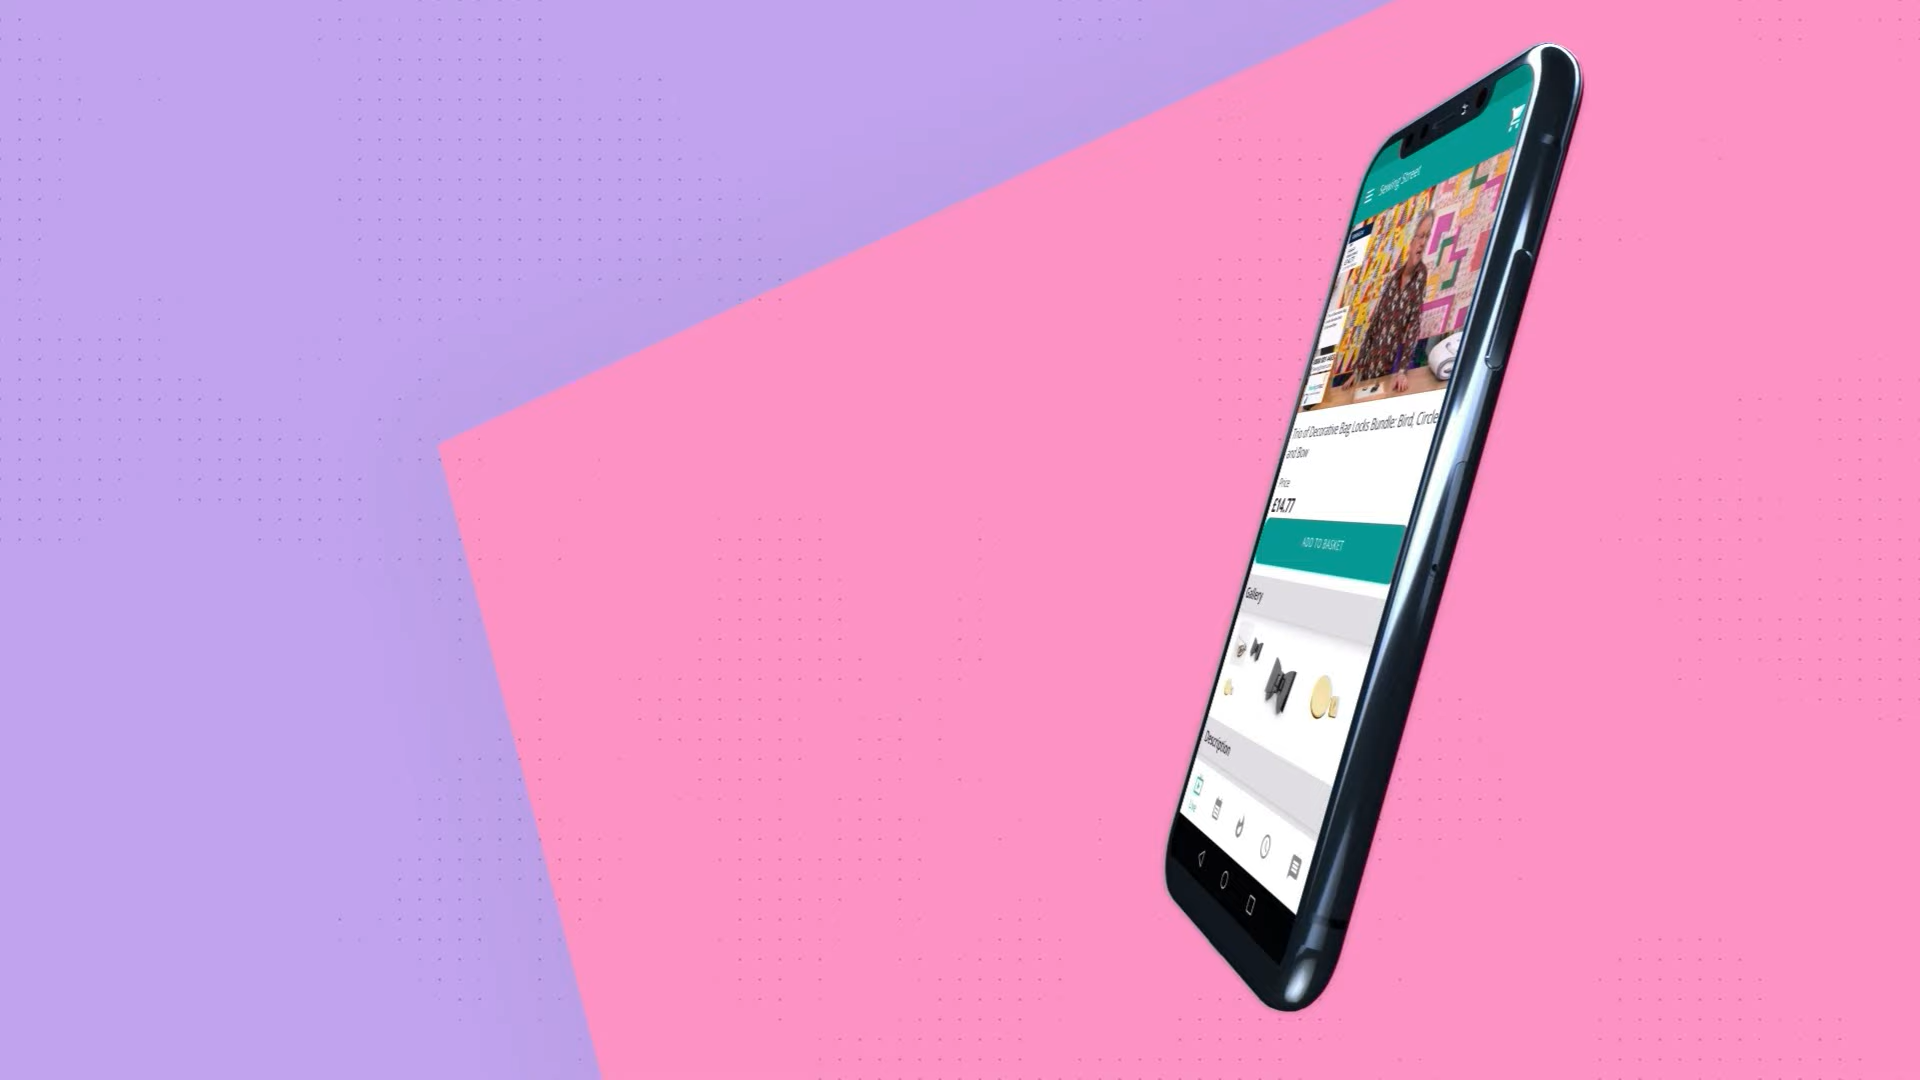 Sewing Street
Trio of Decorative Bag Locks Bundle: Bird, Circle
and Bow
Price
£14.77
ADD TO BASKET
Gallery
Description